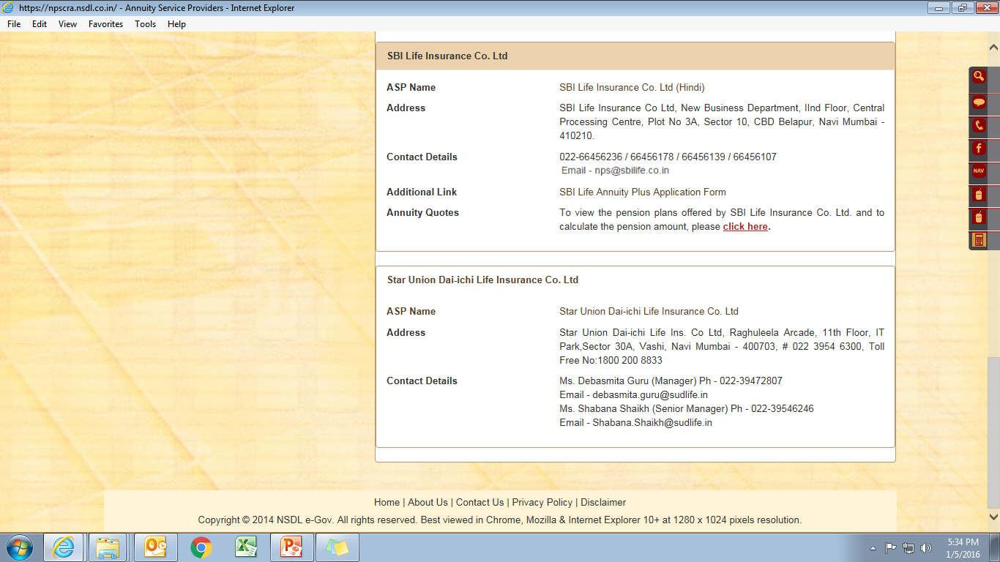 https://npscra.nsdl.co.in/ - Annuity Service Providers - Internet Explorer
File Edit View Favorites Tools Help
SBI Life Insurance Co. Ltd
ASP Name SBI Life Insurance Co. Ltd (Hindi)
Address SBI Life Insurance Co Ltd, New Business Department, IInd Floor, Central
Processing Centre, Plot No 3A, Sector 10, CBD Belapur, Navi Mumbai -
410210.
Contact Details 022-66456236 / 66456178 / 66456139 / 66456107
Email - nps@sbilife.co.in
Additional Link SBI Life Annuity Plus Application Form
Annuity Quotes To view the pension plans offered by SBI Life Insurance Co. Ltd. and to
calculate the pension amount, please click here.
NAV
Star Union Dai-ichi Life Insurance Co. Ltd
ASP Name Star Union Dai-ichi Life Insurance Co. Ltd
Address Star Union Dai-ichi Life Ins. Co Ltd, Raghuleela Arcade, 11th Floor, IT
Park,Sector 30A, Vashi, Navi Mumbai - 400703, # 022 3954 6300, Toll
Free No:1800 200 8833
Contact Details Ms. Debasmita Guru (Manager) Ph - 022-39472807
Email - debasmita.guru@sudlife.in
Ms. Shabana Shaikh (Senior Manager) Ph - 022-39546246
Email - Shabana.Shaikh@sudlife.in
Home | About Us | Contact Us | Privacy Policy | Disclaimer
Copyright © 2014 NSDL e-Gov. All rights reserved. Best viewed in Chrome, Mozilla & Internet Explorer 10+ at 1280 x 1024 pixels resolution.
5:34 PM
1/5/2016